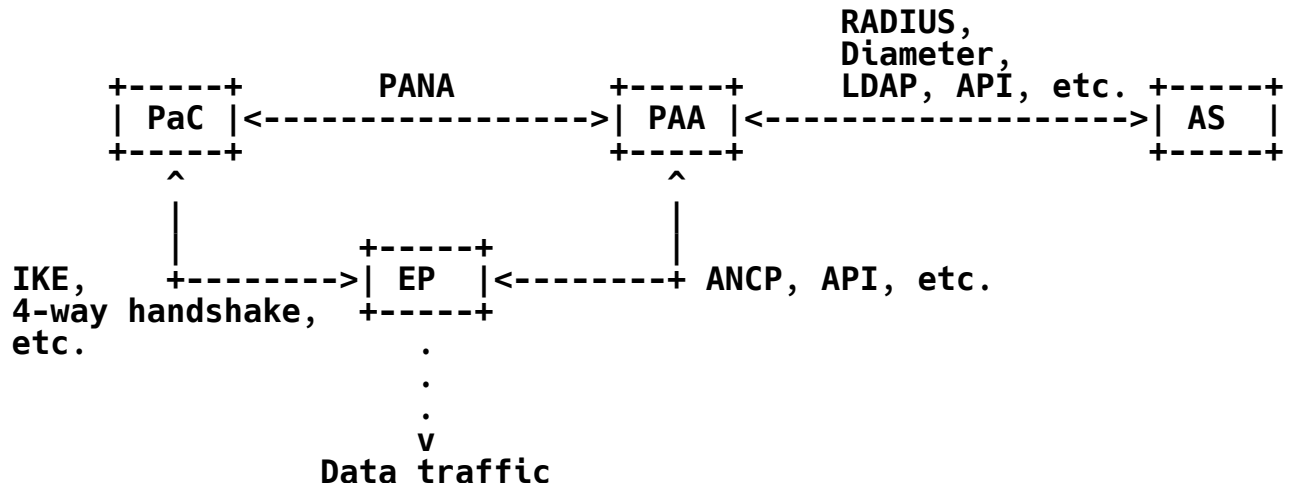 RADIUS,
                                                    Diameter,
      +-----+         PANA          +-----+      LDAP, API, etc. +-----+
      | PaC |<----------------->| PAA |<------------------->| AS  |
      +-----+                   +-----+                     +-----+
         ^                         ^
         |                         |
         |         +-----+         |
IKE,     +-------->| EP  |<--------+ ANCP, API, etc.
4-way handshake,   +-----+
etc.                  .
                      .
                      .
                      v
                Data traffic